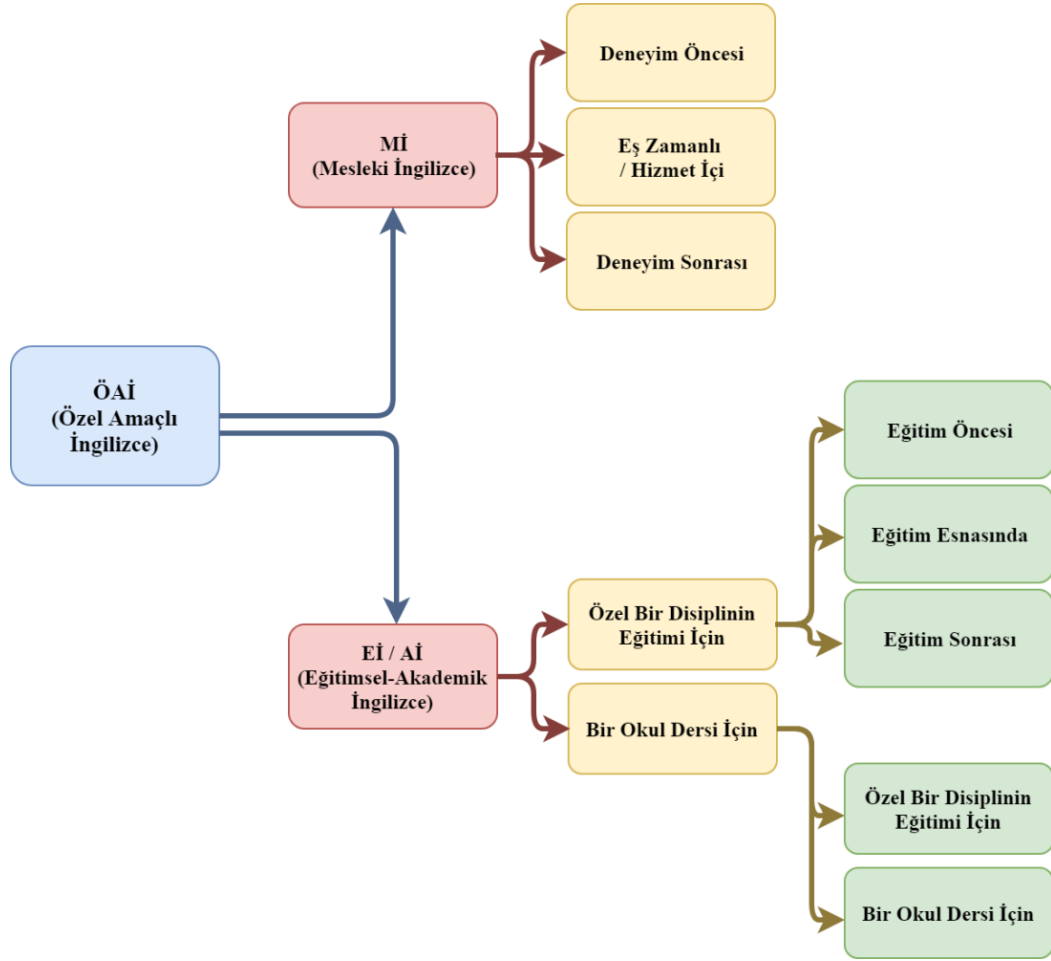 Deneyim Öncesi
Mİ
(Mesleki İngilizce)
Eş Zamanlı
/ Hizmet İçi
Deneyim Sonrası
ÖAİ
(Özel Amaçlı
İngilizce)
Eğitim Öncesi
Eğitim Esnasında
Özel Bir Disiplinin
Eğitimi İçin
Eğitim Sonrası
Eİ / Aİ
(Eğitimsel-Akademik
İngilizce)
Bir Okul Dersi İçin
Özel Bir Disiplinin
Eğitimi İçin
Bir Okul Dersi İçin